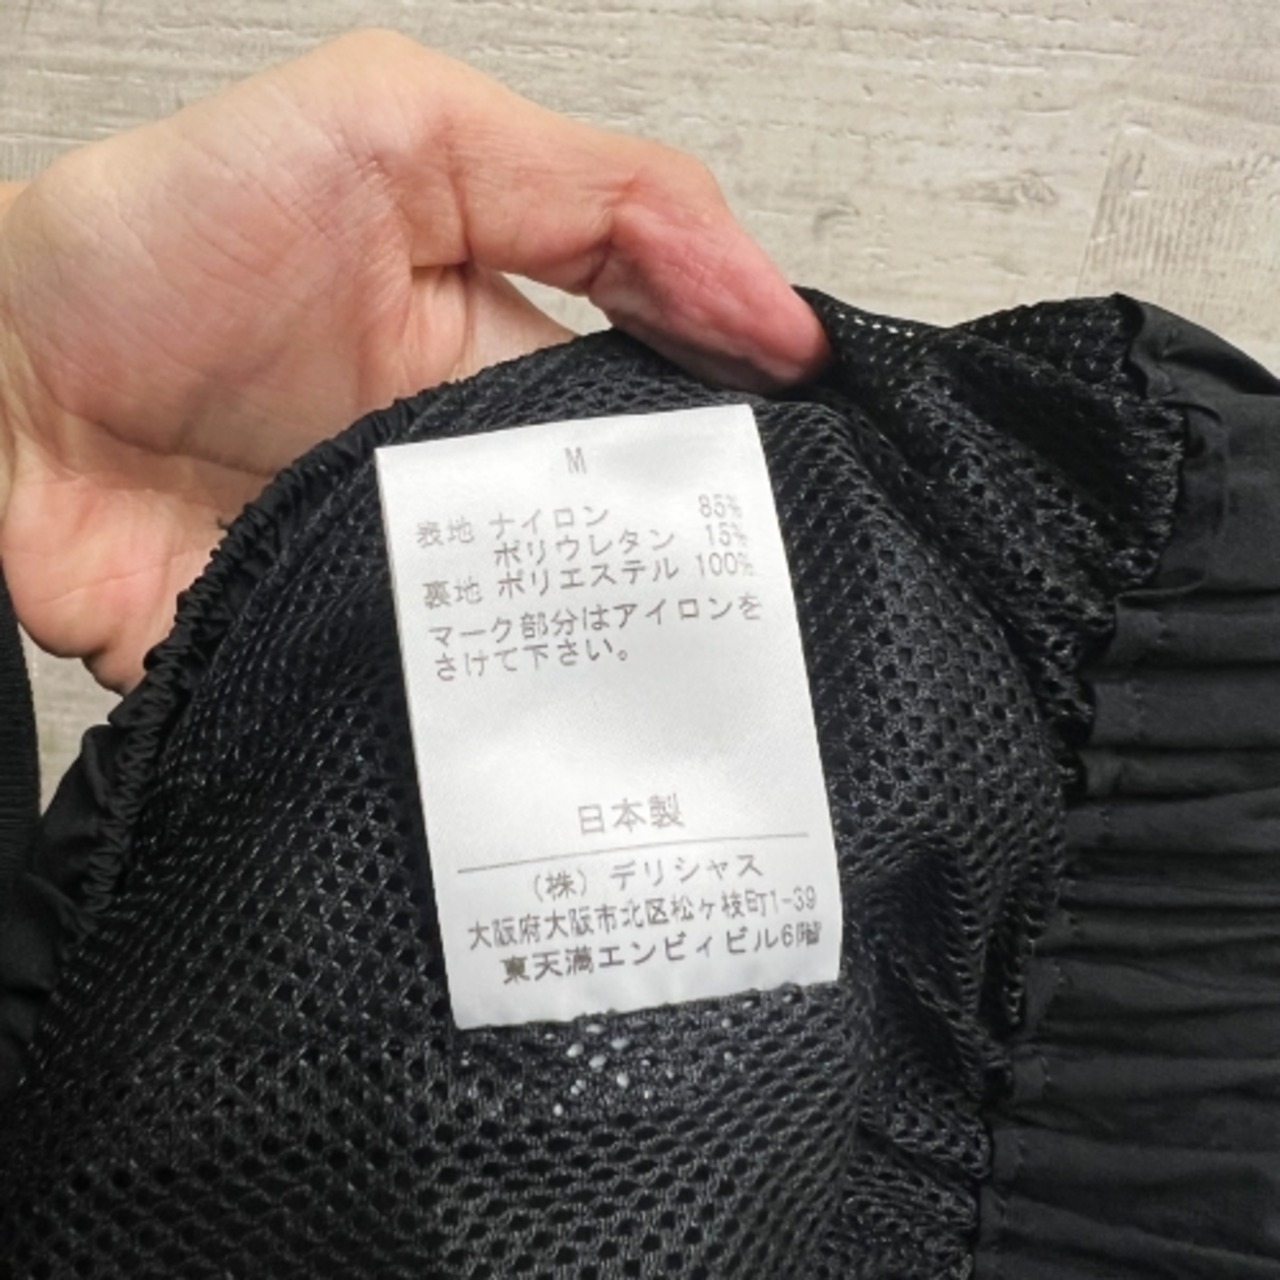 M
表地 ナイロン 85%
ポリウレタン 15%
裏地 ポリエステル 100%
マーク部分はアイロンを
さけて下さい。
日本製
(株) デリシャス
大阪府大阪市北区松ヶ枝町1-39
東天満エンビィビル6階